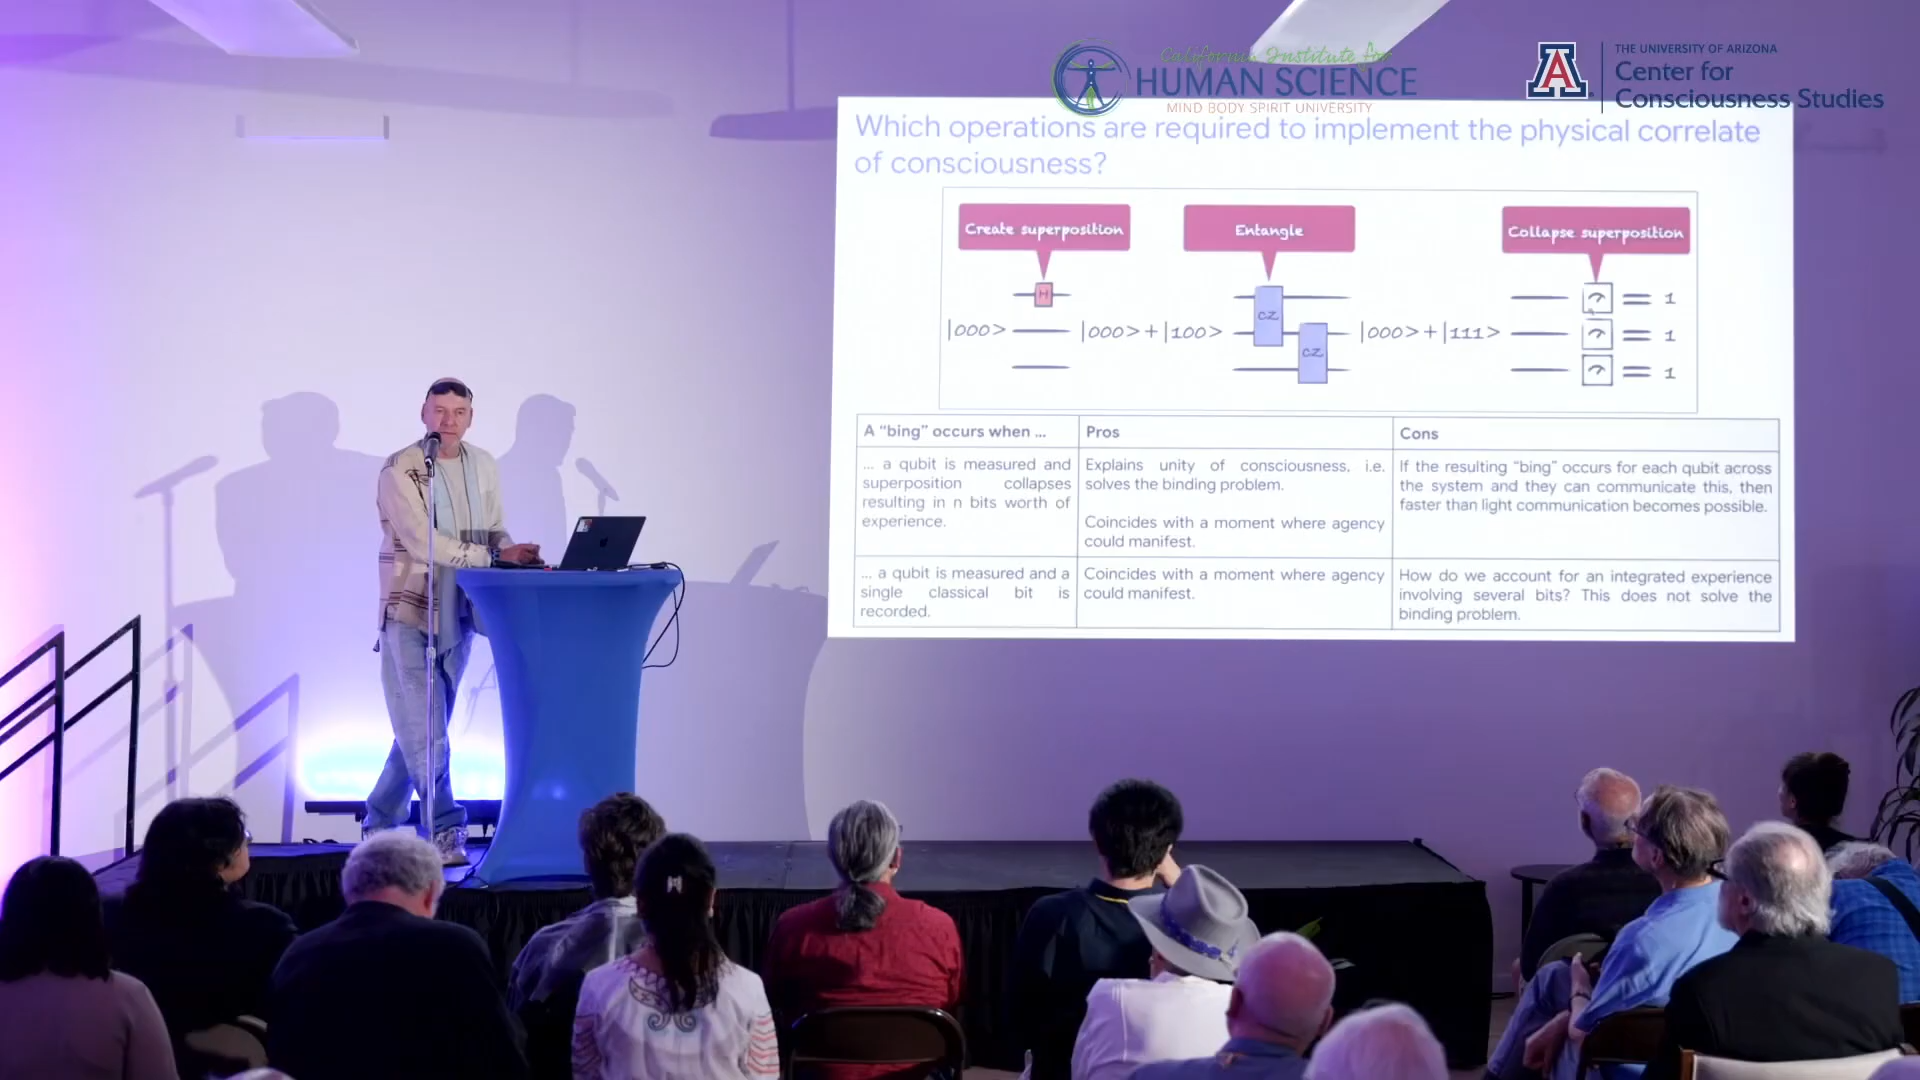 California Institute for
HUMAN SCIENCE
MIND BODY SPIRIT UNIVERSITY
A
THE UNIVERSITY OF ARIZONA
Center for
Consciousness Studies
Which operations are required to implement the physical correlate
of consciousness?
Create superposition
Entangle
Collapse superposition
H
CZ
CZ
|000> |000>+|100> |000>+|111>
= 1
= 1
= 1
A “bing” occurs when ...
Pros
Cons
... a qubit is measured and
superposition collapses
resulting in n bits worth of
experience.
Explains unity of consciousness, i.e.
solves the binding problem.
Coincides with a moment where agency
could manifest.
If the resulting “bing” occurs for each qubit across
the system and they can communicate this, then
faster than light communication becomes possible.
... a qubit is measured and a
single classical bit is
recorded.
Coincides with a moment where agency
could manifest.
How do we account for an integrated experience
involving several bits? This does not solve the
binding problem.